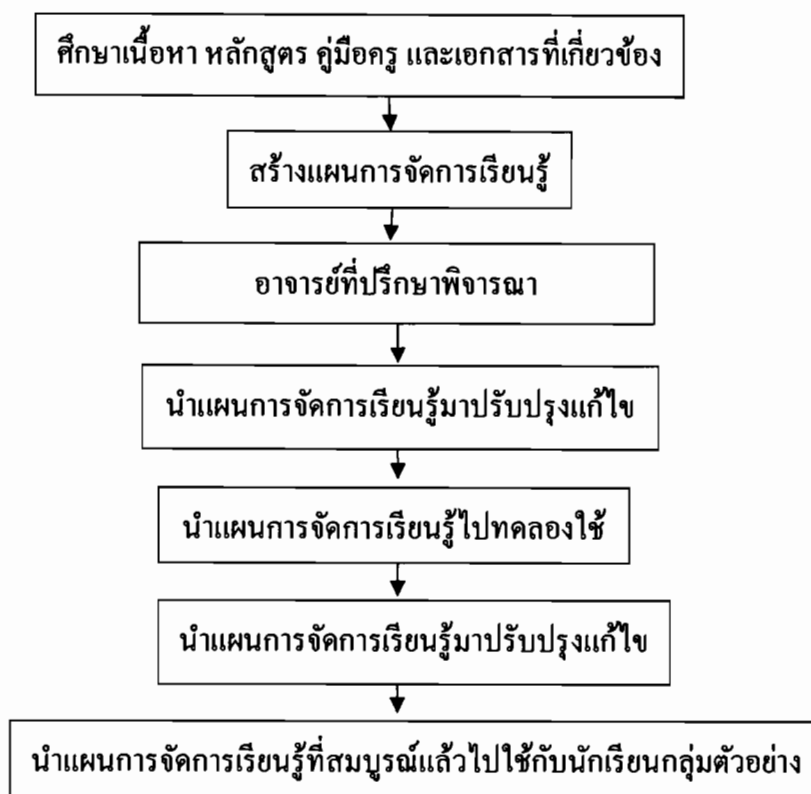 ศึกษาเนื้อหา หลักสูตร คู่มือครู และเอกสารที่เกี่ยวข้อง
สร้างแผนการจัดการเรียนรู้
อาจารย์ที่ปรึกษาพิจารณา
นำแผนการจัดการเรียนรู้มาปรับปรุงแก้ไข
นำแผนการจัดการเรียนรู้ไปทดลองใช้
นำแผนการจัดการเรียนรู้มาปรับปรุงแก้ไข
นำแผนการจัดการเรียนรู้ที่สมบูรณ์แล้วไปใช้กับนักเรียนกลุ่มตัวอย่าง